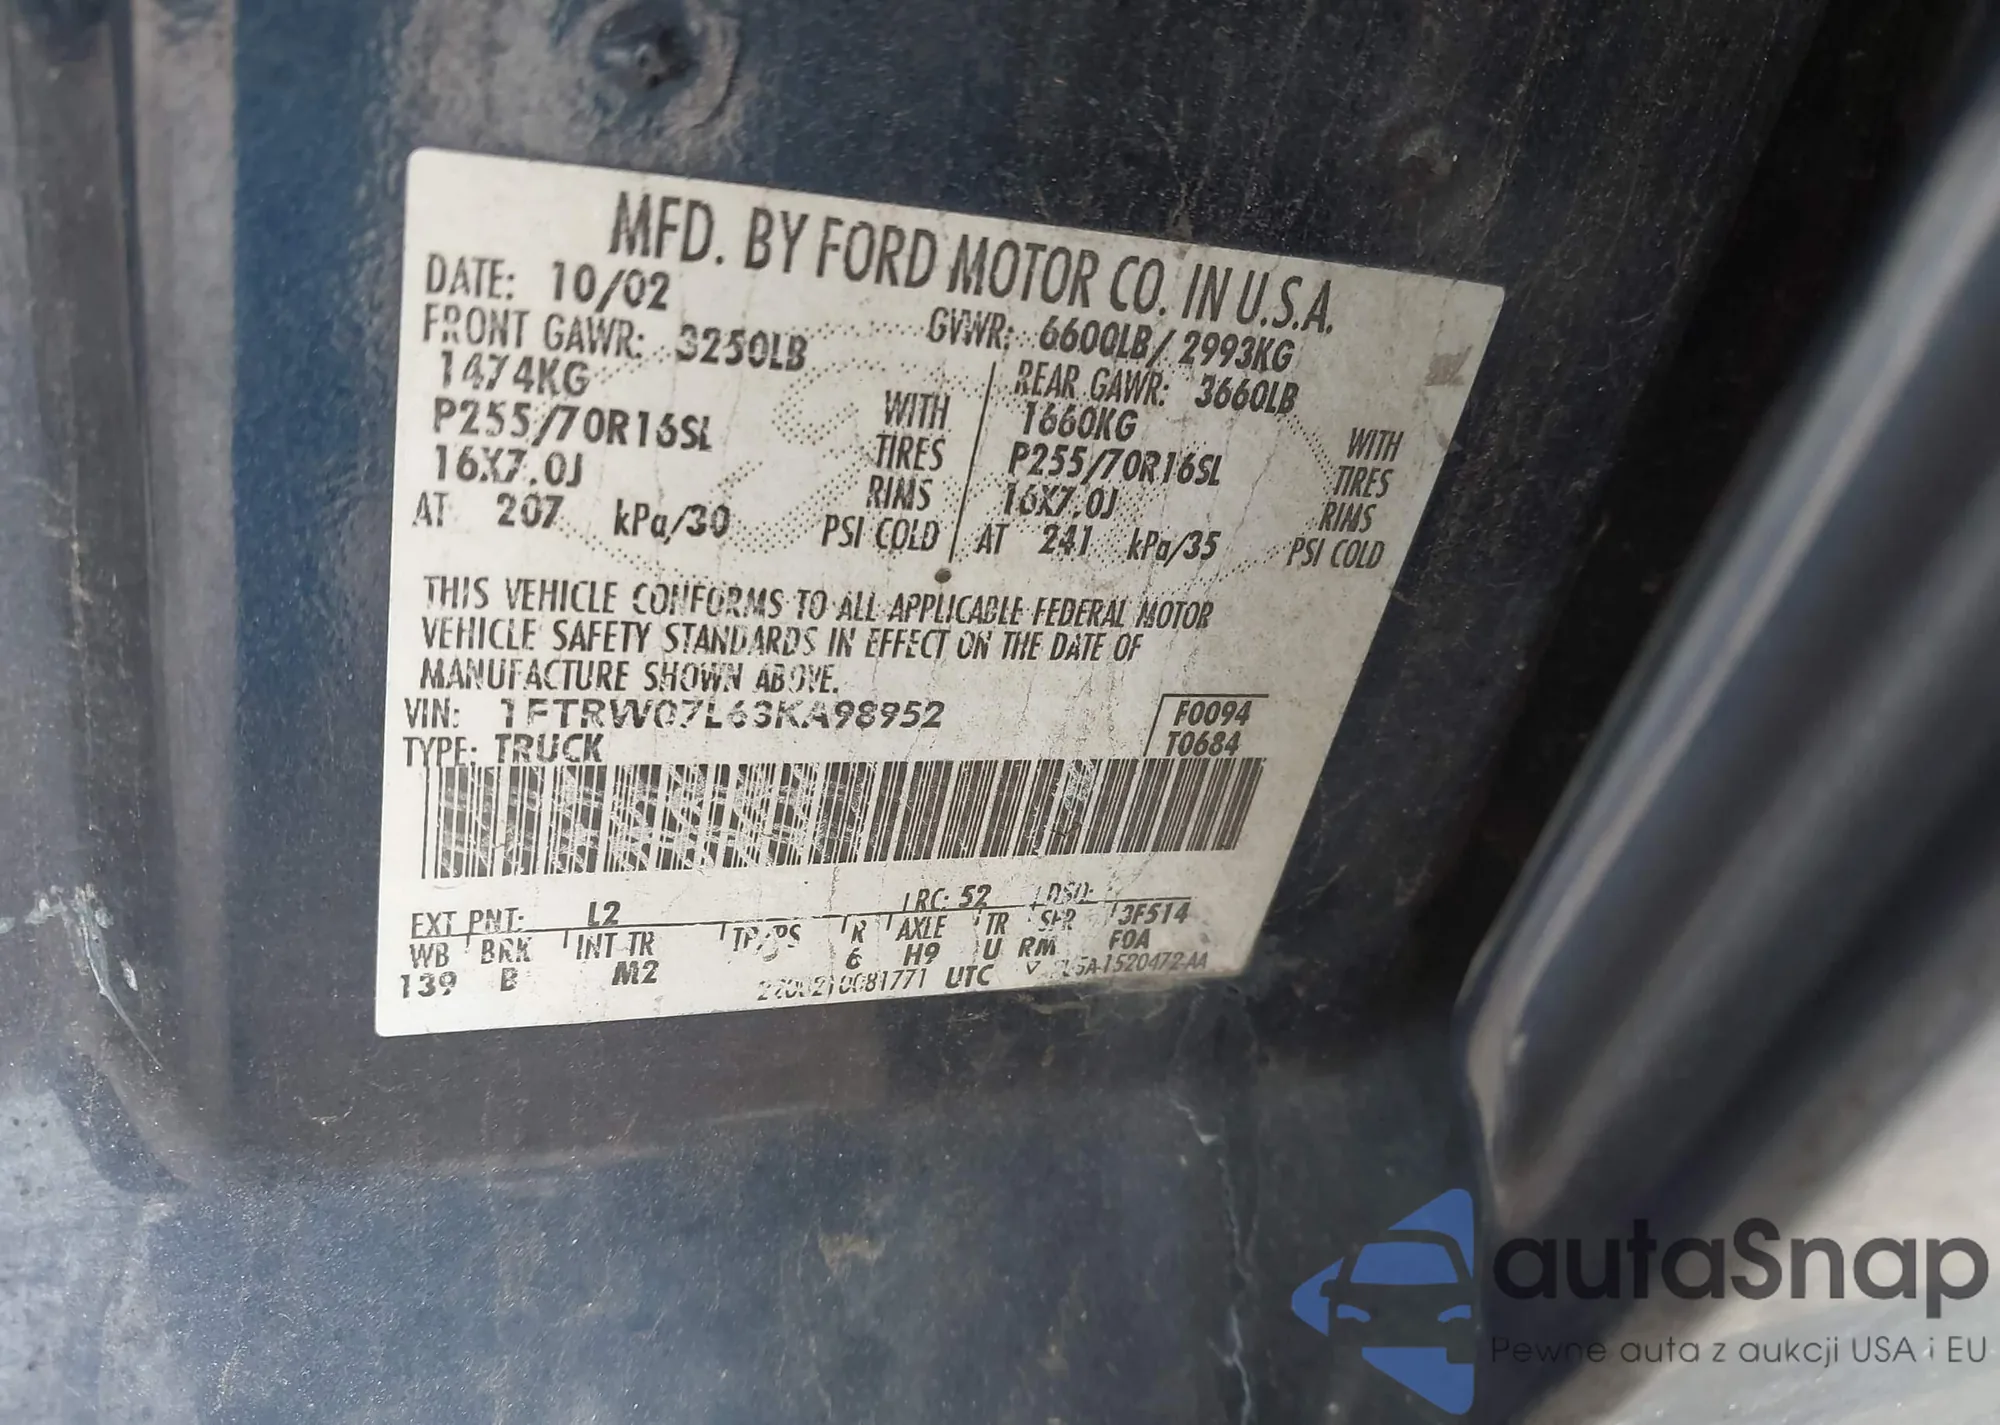 MFD. BY FORD MOTOR CO. IN U.S.A.
DATE: 10/02 GVWR: 6600LB/ 2993KG
FRONT GAWR: 3250LB REAR GAWR: 3660LB
1474KG WITH 1660KG WITH
P255/70R16SL TIRES P255/70R16SL TIRES
16X7.0J RIMS 16X7.0J RIMS
AT 207 kPa/30 PSI COLD AT 241 kPa/35 PSI COLD
THIS VEHICLE CONFORMS TO ALL APPLICABLE FEDERAL MOTOR
VEHICLE SAFETY STANDARDS IN EFFECT ON THE DATE OF
MANUFACTURE SHOWN ABOVE.
VIN: 1FTRW07L63KA98952 F0094
TYPE: TRUCK T0684
EXT PNT: L2 RC: 52 DSO:
WB BRK INT TR TP/PS R AXLE TR SPR 3F514
139 B M2 6 H9 U RM F0A
UTC
autaSnap
Pewne auta z aukcji USA i EU